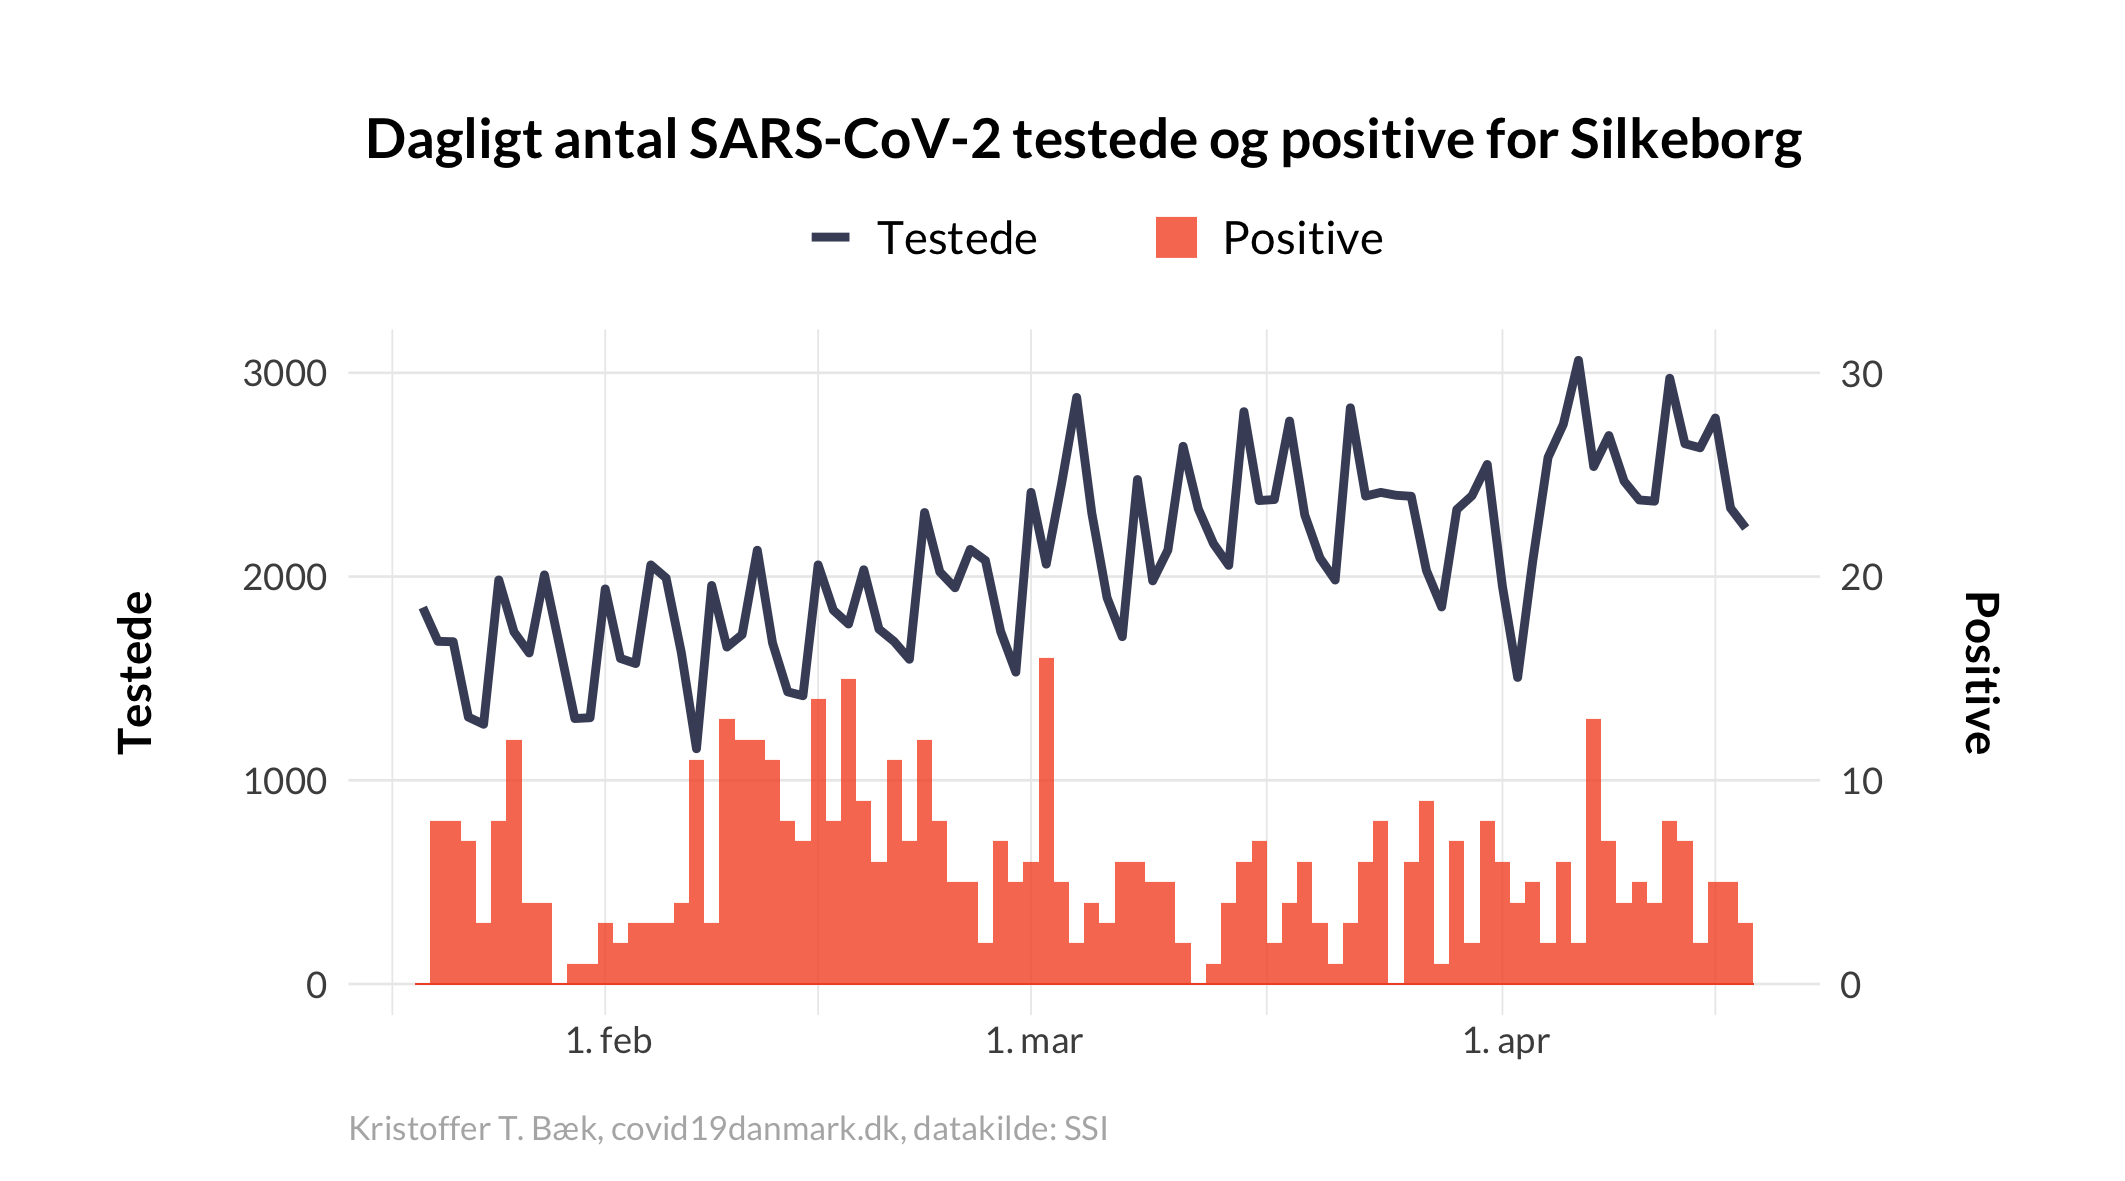 Dagligt antal SARS-CoV-2 testede og positive for Silkeborg
Testede
Positive
3000
2000
1000
0
Testede
30
20
10
0
Positive
1. feb
1. mar
1. apr
Kristoffer T. Bæk, covid19danmark.dk, datakilde: SSI